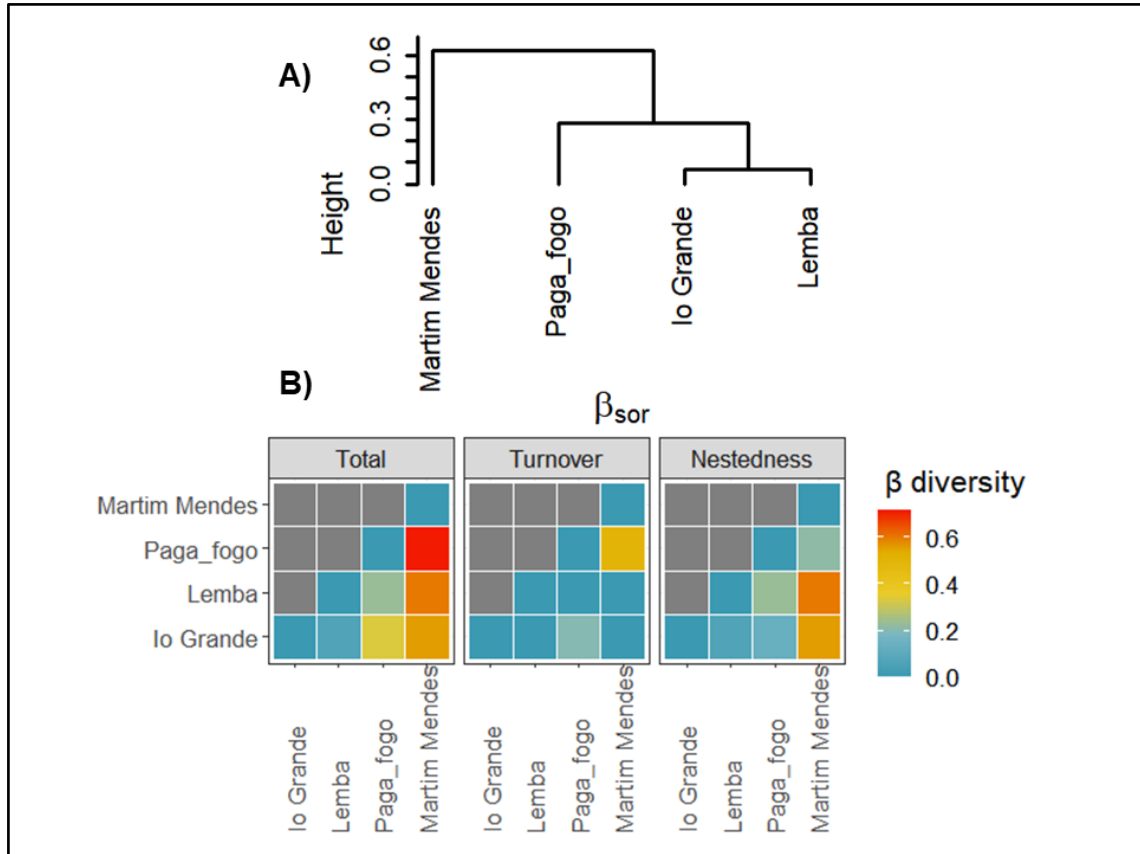 A)
Height
0.0 0.3 0.6
Martim Mendes
Paga_fogo
Io Grande
Lemba
B)
βsor
Total Turnover Nestedness
Martim Mendes
Paga_fogo
Lemba
Io Grande
Io Grande
Lemba
Paga_fogo
Martim Mendes
Io Grande
Lemba
Paga_fogo
Martim Mendes
Io Grande
Lemba
Paga_fogo
Martim Mendes
β diversity
0.6
0.4
0.2
0.0